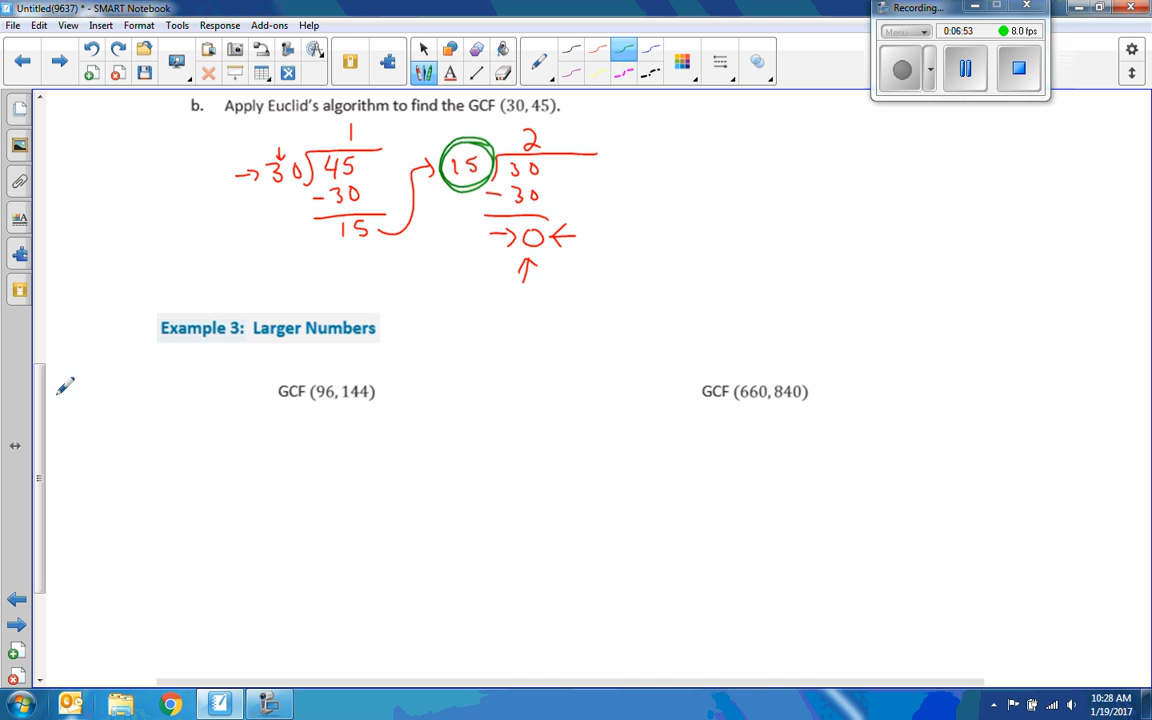 Untitled(9637) * - SMART Notebook
Recording...
File Edit View Insert Format Tools Response Add-ons Help
Menu 0:06:53 8.0 fps
b. Apply Euclid's algorithm to find the GCF (30, 45).
1 2
30 45 15 30
-30 -30
15 0
Example 3: Larger Numbers
GCF (96, 144) GCF (660, 840)
10:28 AM
1/19/2017